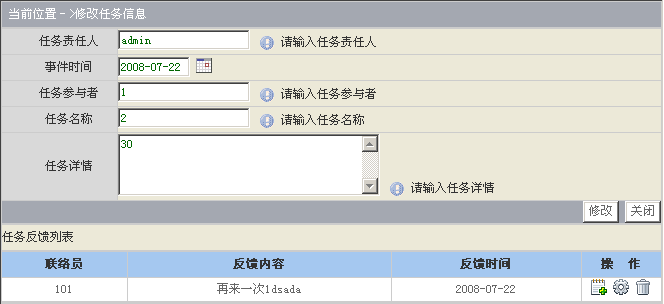 当前位置－>修改任务信息
任务责任人 admin 请输入任务责任人
事件时间 2008-07-22
任务参与者 1 请输入任务参与者
任务名称 2 请输入任务名称
任务详情 30 请输入任务详情
修改 关闭
任务反馈列表
联络员 反馈内容 反馈时间 操 作
101 再来一次ldsada 2008-07-22